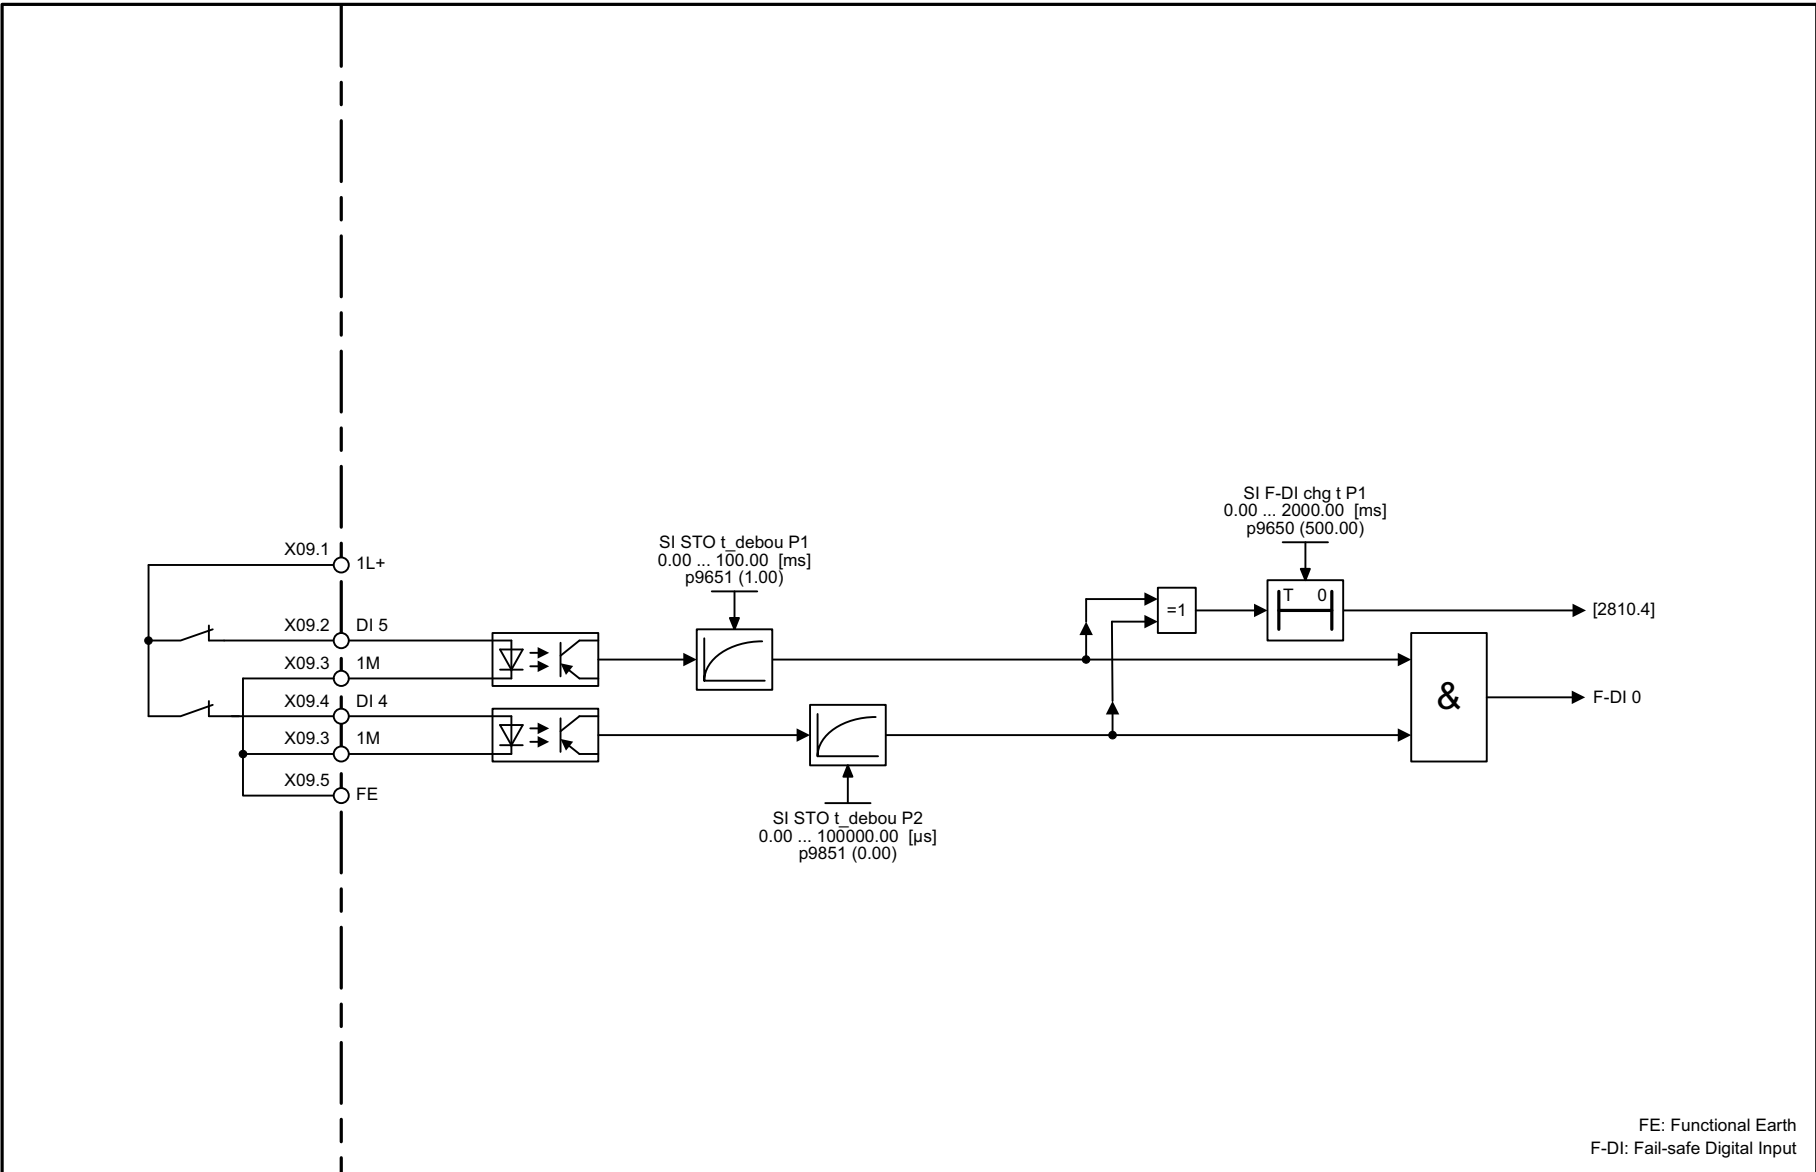 SI F-DI chg t P1
0.00 ... 2000.00 [ms]
p9650 (500.00)
SI STO t_debou P1
0.00 ... 100.00 [ms]
p9651 (1.00)
X09.1
1L+
T 0
=1
[2810.4]
X09.2
DI 5
X09.3
1M
&
F-DI 0
X09.4
DI 4
X09.3
1M
X09.5
FE
SI STO t_debou P2
0.00 ... 100000.00 [µs]
p9851 (0.00)
FE: Functional Earth
F-DI: Fail-safe Digital Input